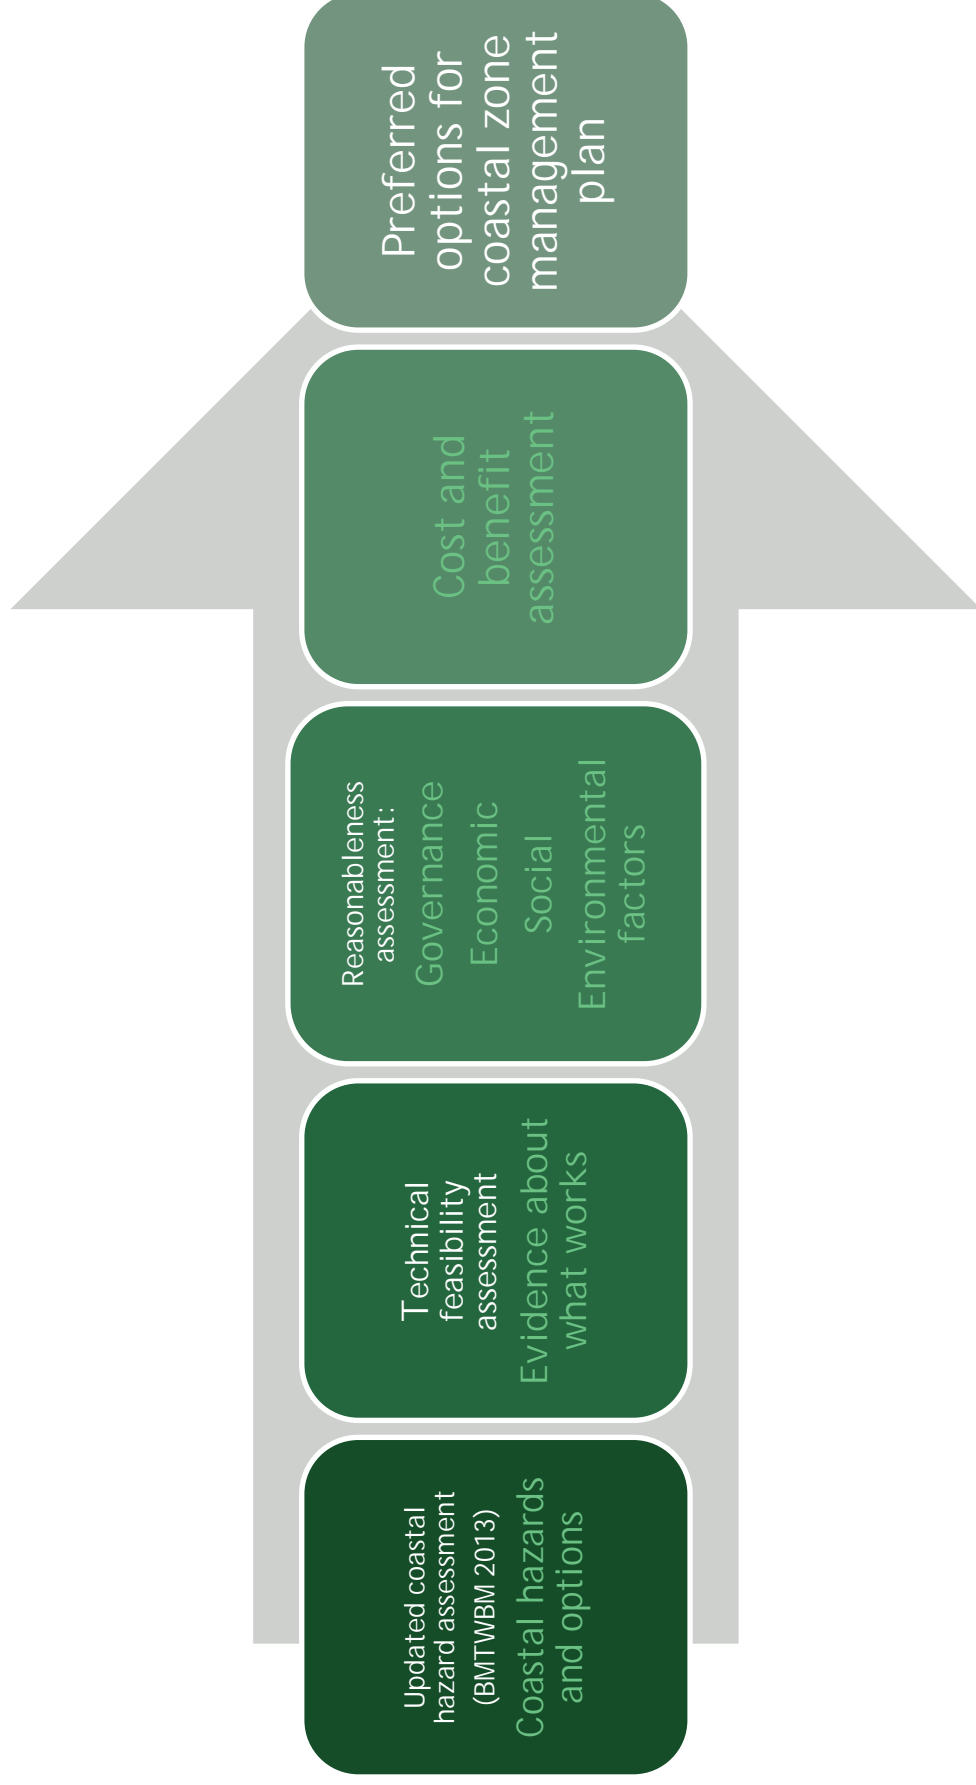 Updated coastal
hazard assessment
(BMTWBM 2013)
Coastal hazards
and options
Technical
feasibility
assessment
Evidence about
what works
Reasonableness
assessment:
Governance
Economic
Social
Environmental
factors
Cost and
benefit
assessment
Preferred
options for
coastal zone
management
plan